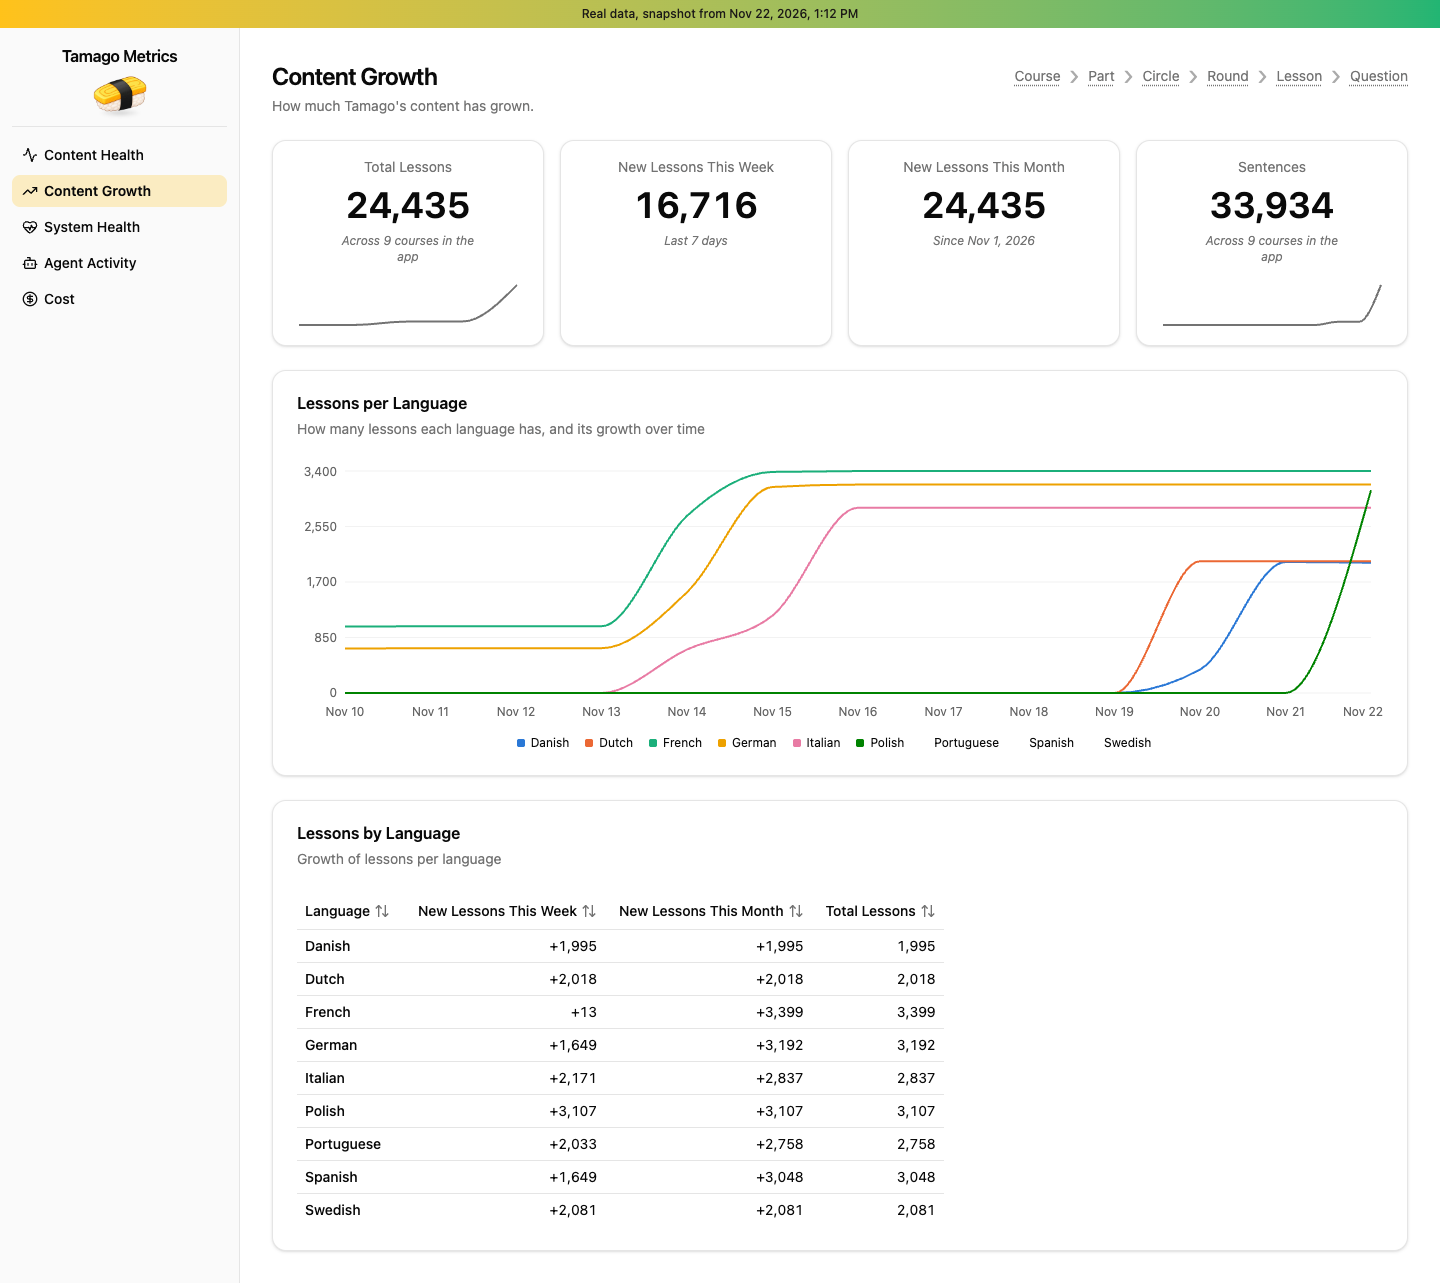 Real data, snapshot from Nov 22, 2026, 1:12 PM
Tamago Metrics
Content Health
Content Growth
System Health
Agent Activity
Cost
Content Growth
How much Tamago's content has grown.
Course > Part > Circle > Round > Lesson > Question
Total Lessons
24,435
Across 9 courses in the
app
New Lessons This Week
16,716
Last 7 days
New Lessons This Month
24,435
Since Nov 1, 2026
Sentences
33,934
Across 9 courses in the
app
Lessons per Language
How many lessons each language has, and its growth over time
3,400
2,550
1,700
850
0
Nov 10 Nov 11 Nov 12 Nov 13 Nov 14 Nov 15 Nov 16 Nov 17 Nov 18 Nov 19 Nov 20 Nov 21 Nov 22
Danish Dutch French German Italian Polish Portuguese Spanish Swedish
Lessons by Language
Growth of lessons per language
Language New Lessons This Week New Lessons This Month Total Lessons
Danish +1,995 +1,995 1,995
Dutch +2,018 +2,018 2,018
French +13 +3,399 3,399
German +1,649 +3,192 3,192
Italian +2,171 +2,837 2,837
Polish +3,107 +3,107 3,107
Portuguese +2,033 +2,758 2,758
Spanish +1,649 +3,048 3,048
Swedish +2,081 +2,081 2,081